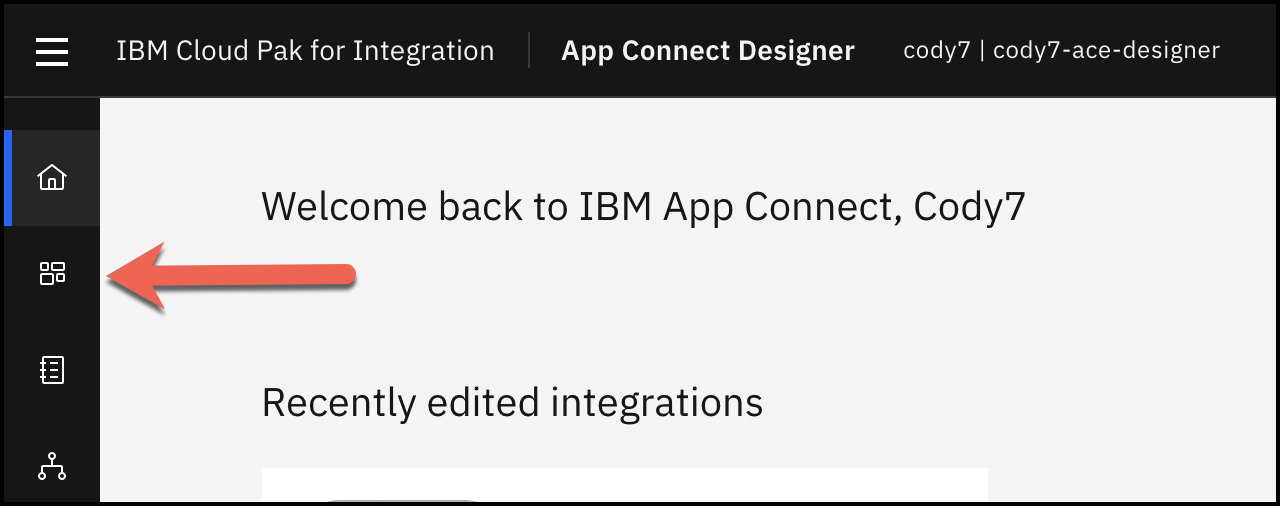 IBM Cloud Pak for Integration App Connect Designer cody7 | cody7-ace-designer
Welcome back to IBM App Connect, Cody7
Recently edited integrations